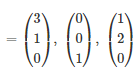 = (3 1 0), (0 0 1), (1 2 0)